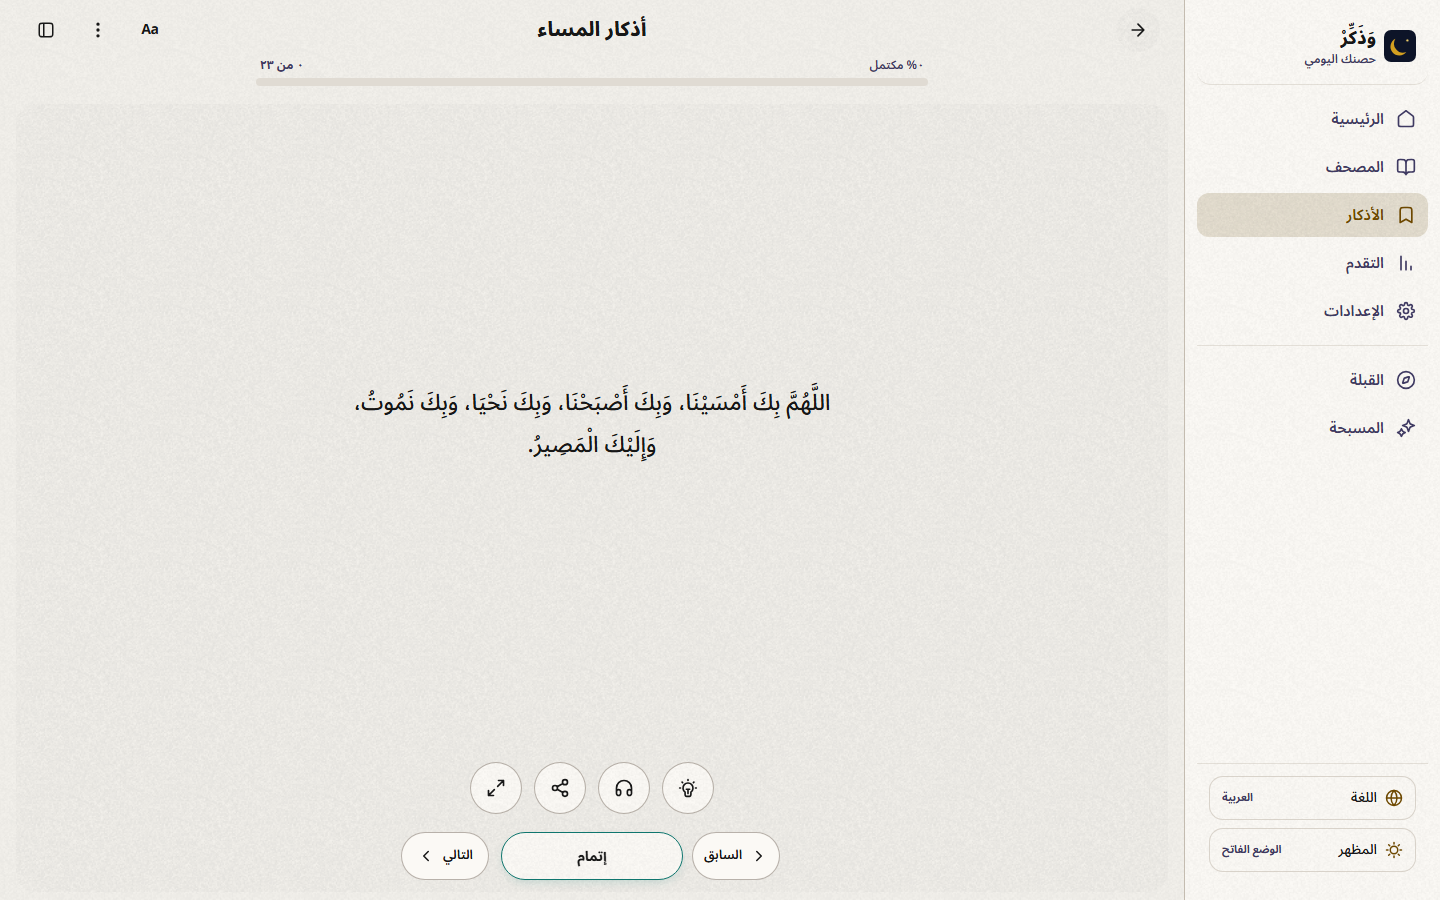 وَذَكِّرْ
حصنك اليومي
الرئيسية
المصحف
الأذكار
التقدم
الإعدادات
القبلة
المسبحة
اللغة
العربية
المظهر
الوضع الفاتح
أذكار المساء
Aa
٠% مكتمل
٠ من ٢٣
اللَّهُمَّ بِكَ أَمْسَيْنَا، وَبِكَ أَصْبَحْنَا، وَبِكَ نَحْيَا، وَبِكَ نَمُوتُ،
وَإِلَيْكَ الْمَصِيرُ.
السابق
إتمام
التالي